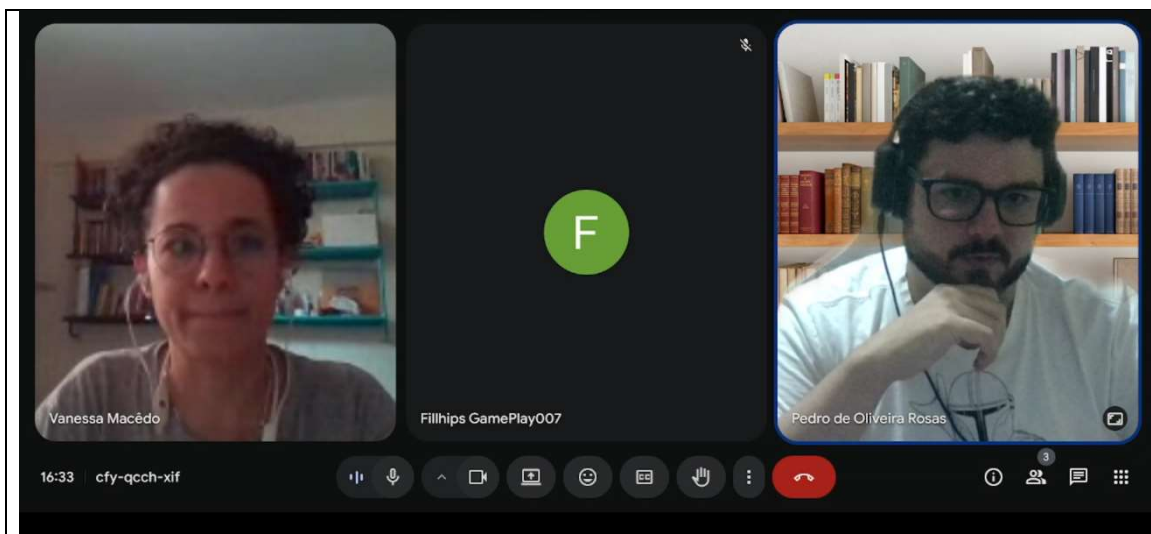 F
Vanessa Macêdo
Fillhips GamePlay007
Pedro de Oliveira Rosas
3
16:33 cfy-qcch-xif